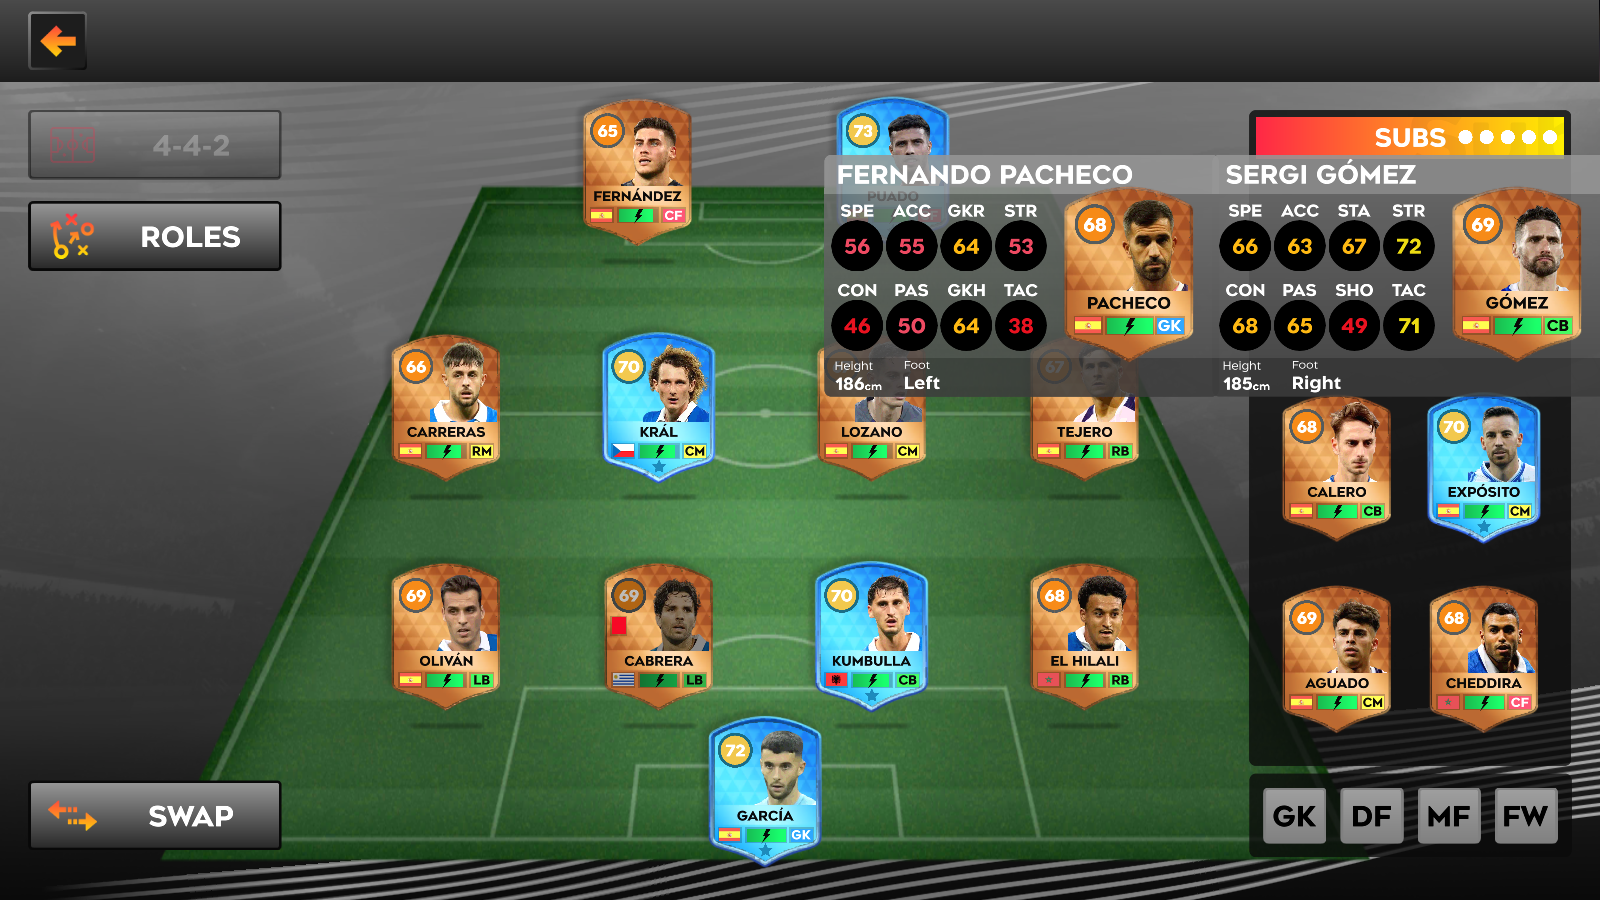 4-4-2
ROLES
SWAP
65
FERNÁNDEZ
CF
73
PUADO
SUBS
FERNANDO PACHECO
SPE ACC GKR STR
56 55 64 53
CON PAS GKH TAC
46 50 64 38
Height Foot
186cm Left
68
PACHECO
GK
SERGI GÓMEZ
SPE ACC STA STR
66 63 67 72
CON PAS SHO TAC
68 65 49 71
Height Foot
185cm Right
69
GÓMEZ
CB
66
CARRERAS
RM
70
KRÁL
CM
LOZANO
CM
67
TEJERO
RB
68
CALERO
CB
70
EXPÓSITO
CM
69
OLIVÁN
LB
69
CABRERA
LB
70
KUMBULLA
CB
68
EL HILALI
RB
69
AGUADO
CM
68
CHEDDIRA
CF
72
GARCÍA
GK
GK DF MF FW